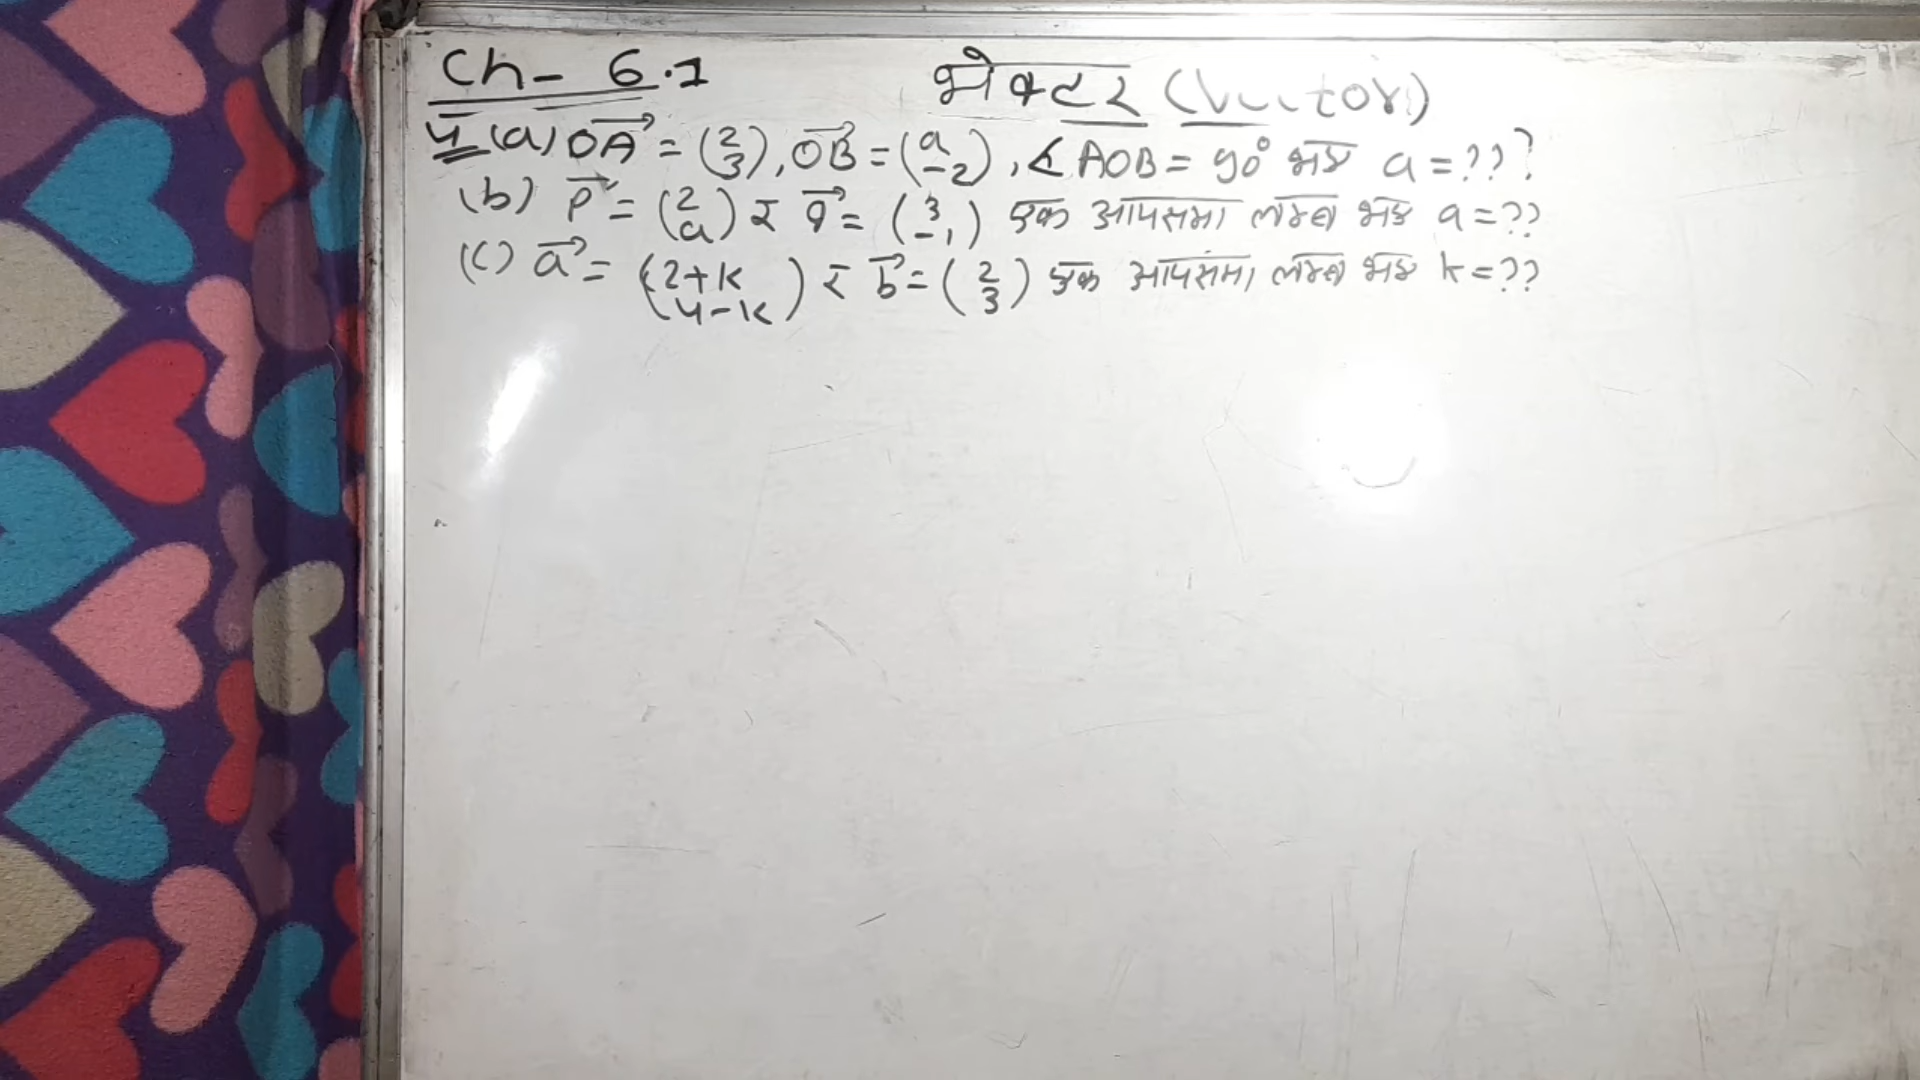 Ch- 6.1
भेक्टर (Vector)
4 (a) OA→ = (2 3), OB→ = (a -2), ∡AOB = 90° भए a = ???
(b) P→ = (2 a) र q→ = (3 -1) एक आपसमा लम्ब भए a = ??
(c) a→ = (2+k 4-k) र b→ = (2 3) एक आपसमा लम्ब भए k = ??